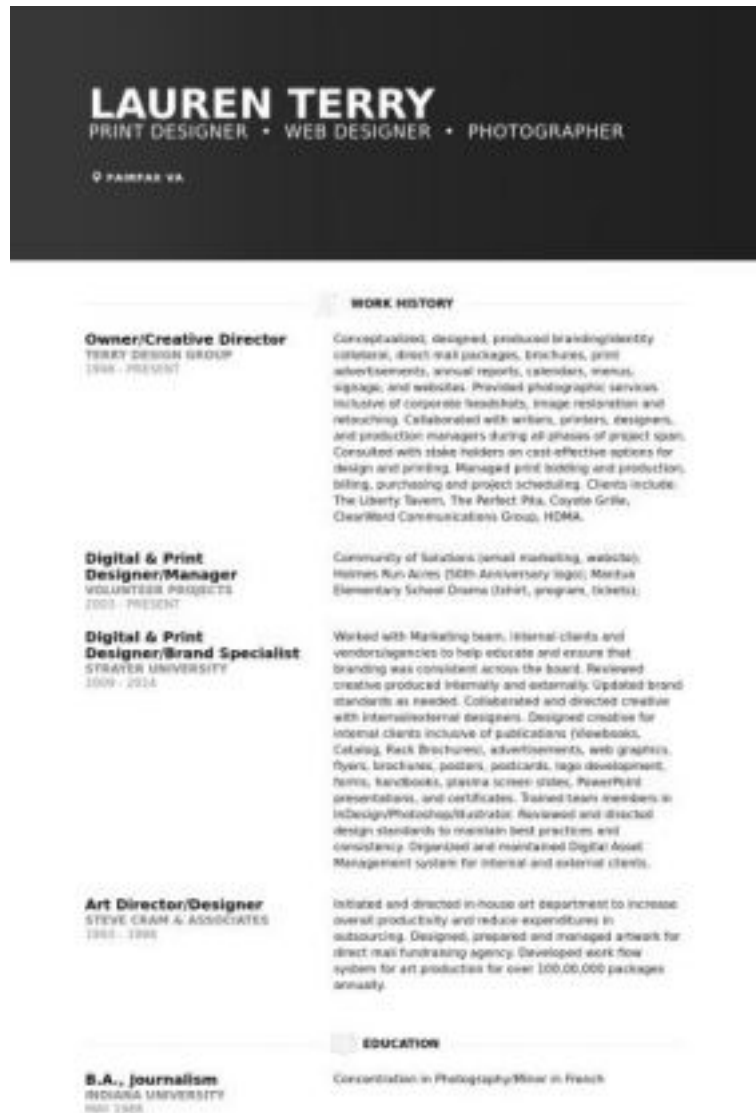 LAUREN TERRY
PRINT DESIGNER • WEB DESIGNER • PHOTOGRAPHER
FAIRFAX VA
WORK HISTORY
Owner/Creative Director
TERRY DESIGN GROUP
1998 - PRESENT
Conceptualized, designed, produced branding/identity
collateral, direct mail packages, brochures, print
advertisements, annual reports, calendars, menus,
signage, and websites. Provided photographic services
inclusive of corporate headshots, image restoration and
retouching. Collaborated with writers, printers, designers,
and production managers during all phases of project span.
Consulted with stake holders on cost-effective options for
design and printing. Managed print bidding and production,
billing, purchasing and project scheduling. Clients include:
The Liberty Tavern, The Perfect Pita, Coyote Grille,
ClearWord Communications Group, HDMA.
Digital & Print
Designer/Manager
VOLUNTEER PROJECTS
2003 - PRESENT
Community of Solutions (email marketing, website);
Holmes Run Acres (50th Anniversary logo); Mantua
Elementary School Drama (tshirt, program, tickets);
Digital & Print
Designer/Brand Specialist
STRAYER UNIVERSITY
2009 - 2014
Worked with Marketing team, internal clients and
vendors/agencies to help educate and ensure that
branding was consistent across the board. Reviewed
creative produced internally and externally. Updated brand
standards as needed. Collaborated and directed creative
with internal/external designers. Designed creative for
internal clients inclusive of publications (Viewbooks,
Catalog, Rack Brochures), advertisements, web graphics,
flyers, brochures, posters, postcards, logo development,
forms, handbooks, plasma screen slides, PowerPoint
presentations, and certificates. Trained team members in
InDesign/Photoshop/Illustrator. Reviewed and directed
design standards to maintain best practices and
consistency. Organized and maintained Digital Asset
Management system for internal and external clients.
Art Director/Designer
STEVE CRAM & ASSOCIATES
1993 - 1998
Initiated and directed in-house art department to increase
overall productivity and reduce expenditures in
outsourcing. Designed, prepared and managed artwork for
direct mail fundraising agency. Developed work flow
system for art production for over 100,00,000 packages
annually.
EDUCATION
B.A., Journalism
INDIANA UNIVERSITY
MAY
Concentration in Photography/Minor in French